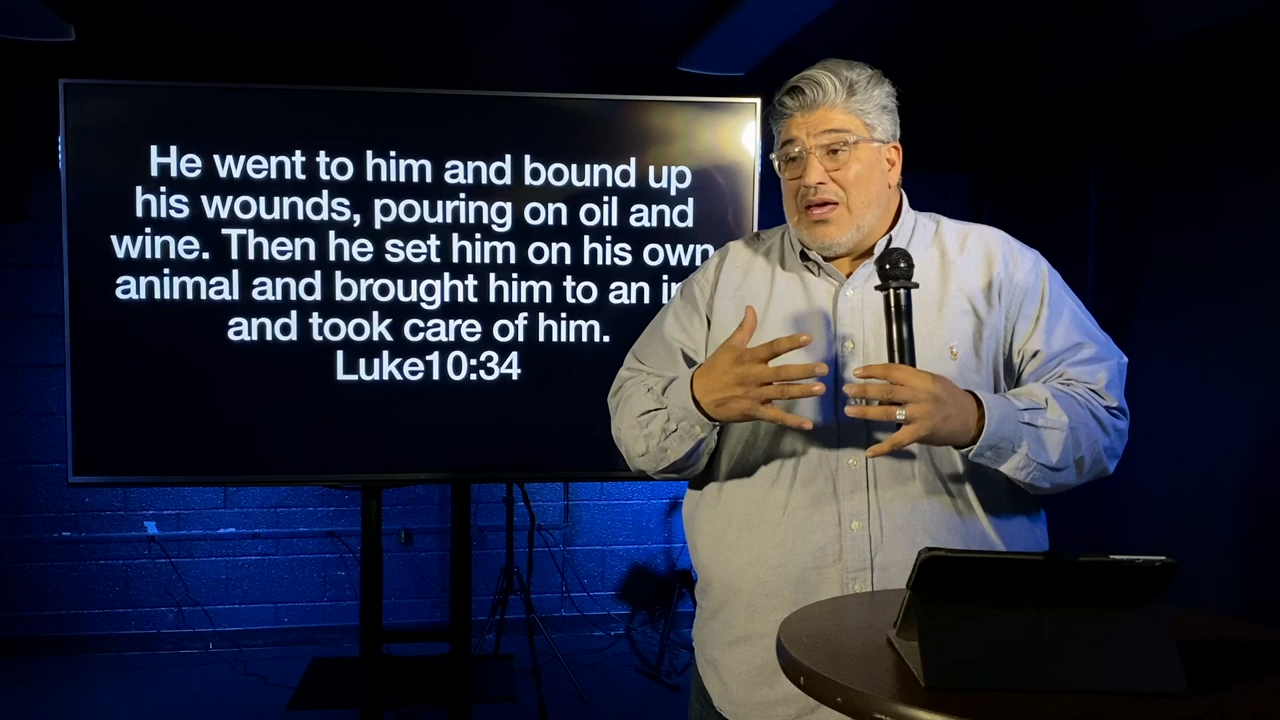 He went to him and bound up
his wounds, pouring on oil and
wine. Then he set him on his own
animal and brought him to an
and took care of him.
Luke10:34